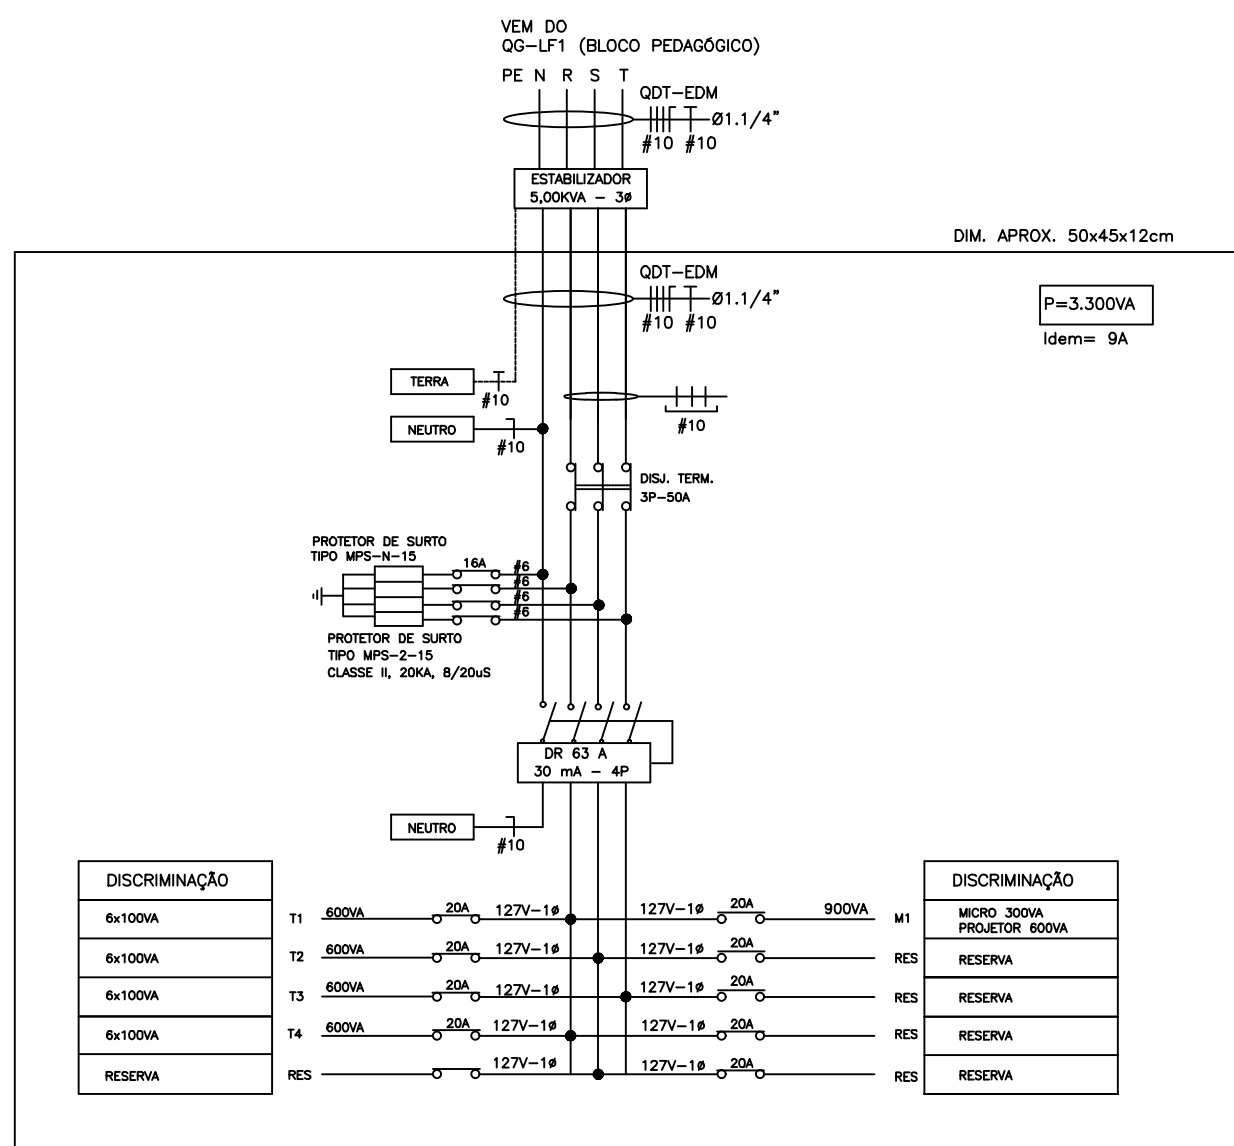 VEM DO
QG-LF1 (BLOCO PEDAGÓGICO)
PE N R S T
QDT-EDM
Ø1.1/4"
#10 #10
ESTABILIZADOR
5,00KVA - 3ø
DIM. APROX. 50x45x12cm
QDT-EDM
Ø1.1/4"
#10 #10
P=3.300VA
Idem= 9A
TERRA
#10
NEUTRO
#10
#10
DISJ. TERM.
3P-50A
PROTETOR DE SURTO
TIPO MPS-N-15
16A
#6
#6
#6
#6
PROTETOR DE SURTO
TIPO MPS-2-15
CLASSE II, 20KA, 8/20uS
DR 63 A
30 mA - 4P
NEUTRO
#10
DISCRIMINAÇÃO
DISCRIMINAÇÃO
6x100VA T1 600VA 20A 127V-1ø 127V-1ø 20A 900VA M1 MICRO 300VA
PROJETOR 600VA
6x100VA T2 600VA 20A 127V-1ø 127V-1ø 20A RES RESERVA
6x100VA T3 600VA 20A 127V-1ø 127V-1ø 20A RES RESERVA
6x100VA T4 600VA 20A 127V-1ø 127V-1ø 20A RES RESERVA
RESERVA RES 127V-1ø 127V-1ø 20A RES RESERVA